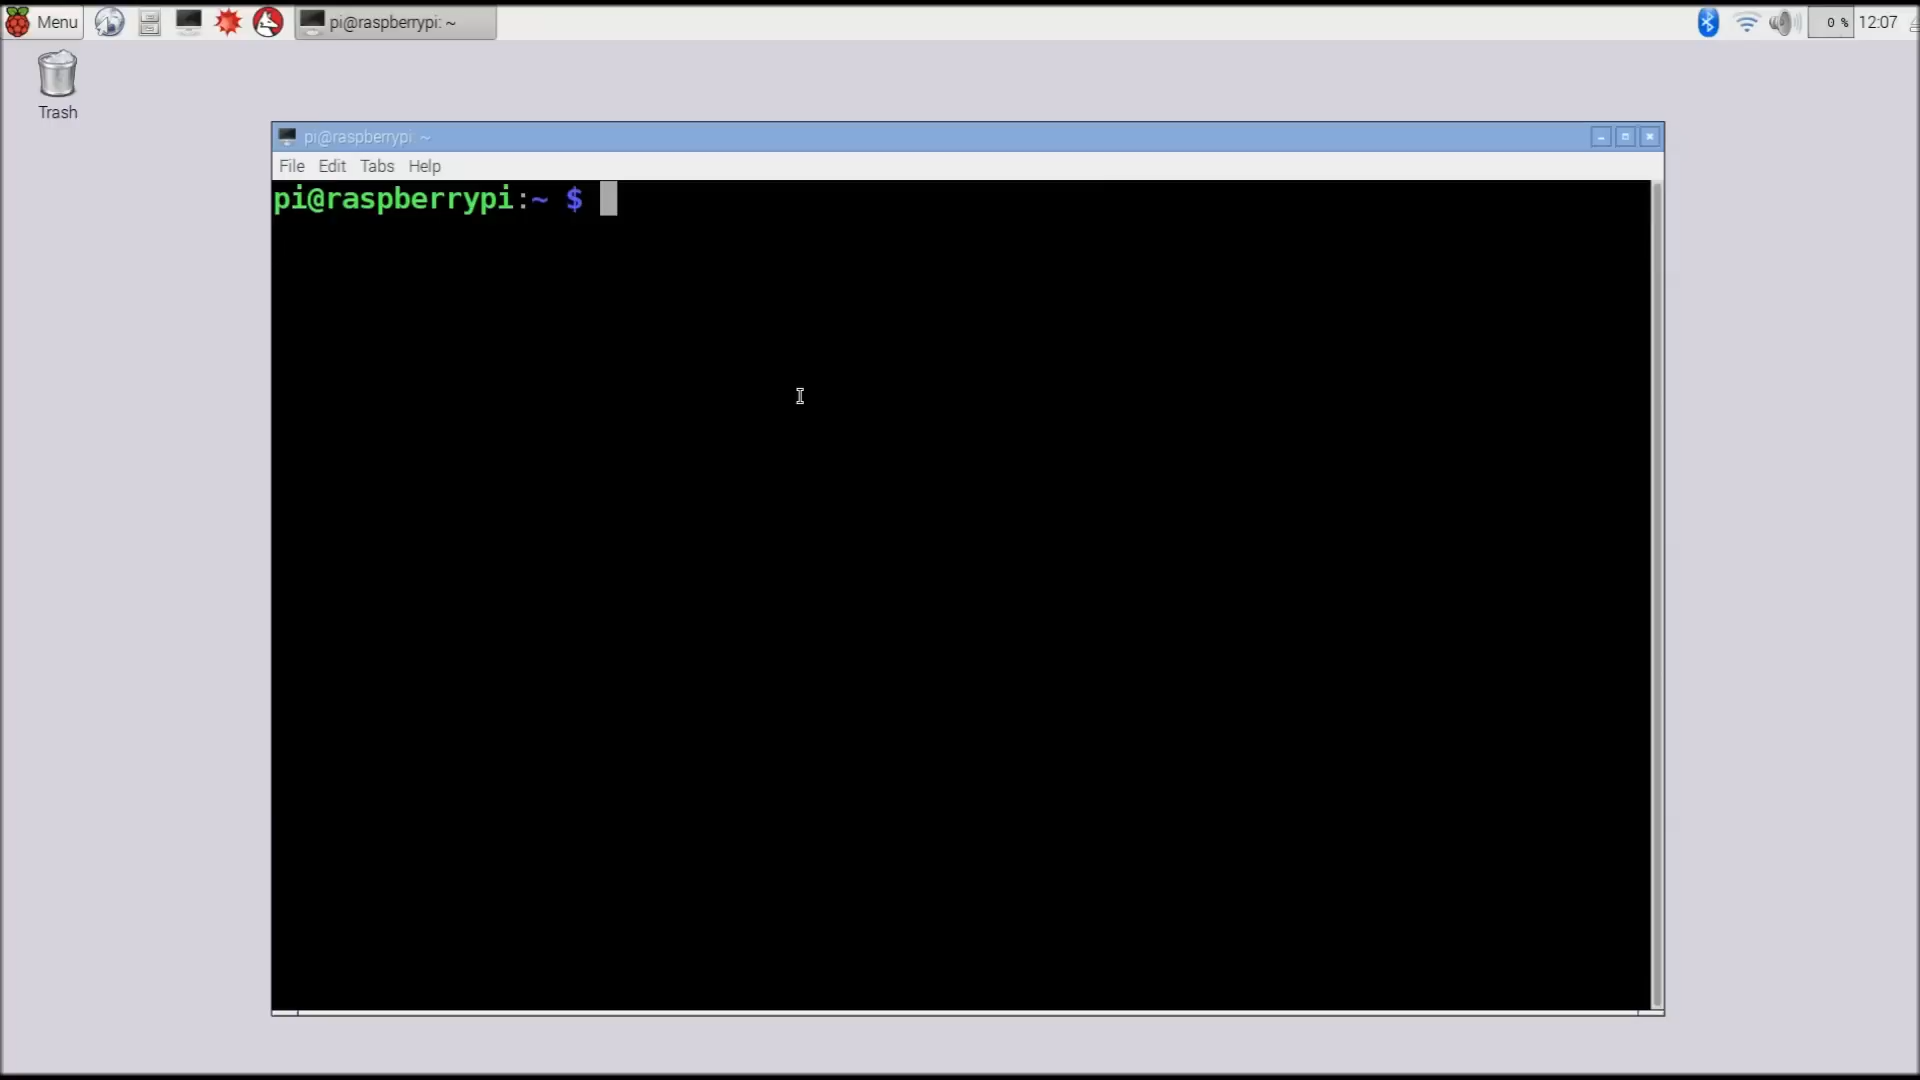 Menu
pi@raspberrypi: ~
0 %
12:07
Trash
pi@raspberrypi: ~
File Edit Tabs Help
pi@raspberrypi:~ $